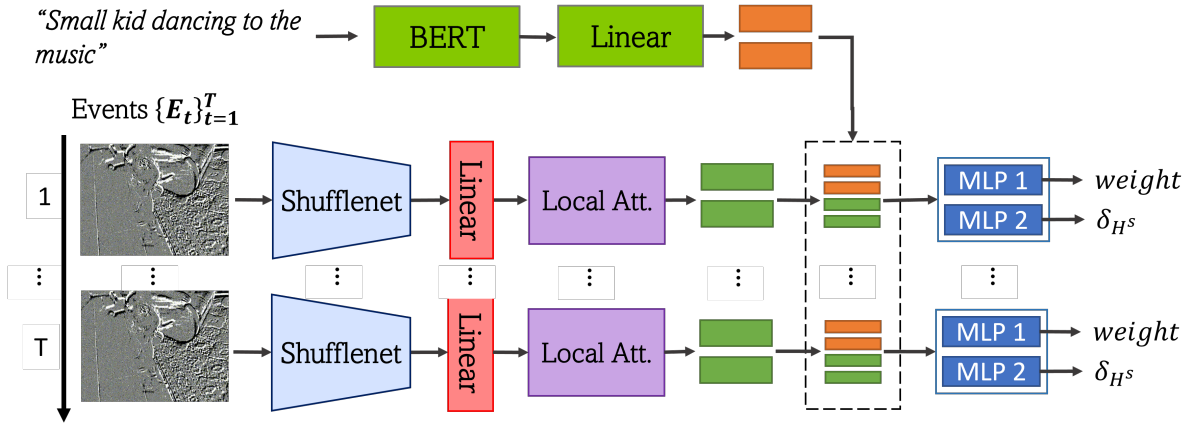 “Small kid dancing to the
music”
BERT
Linear
Events {E_t}_{t=1}^T
1
Shufflenet
Linear
Local Att.
MLP 1
weight
MLP 2
δ_{H^s}
⋮ ⋮ ⋮ ⋮ ⋮ ⋮ ⋮ ⋮
T
Shufflenet
Linear
Local Att.
MLP 1
weight
MLP 2
δ_{H^s}